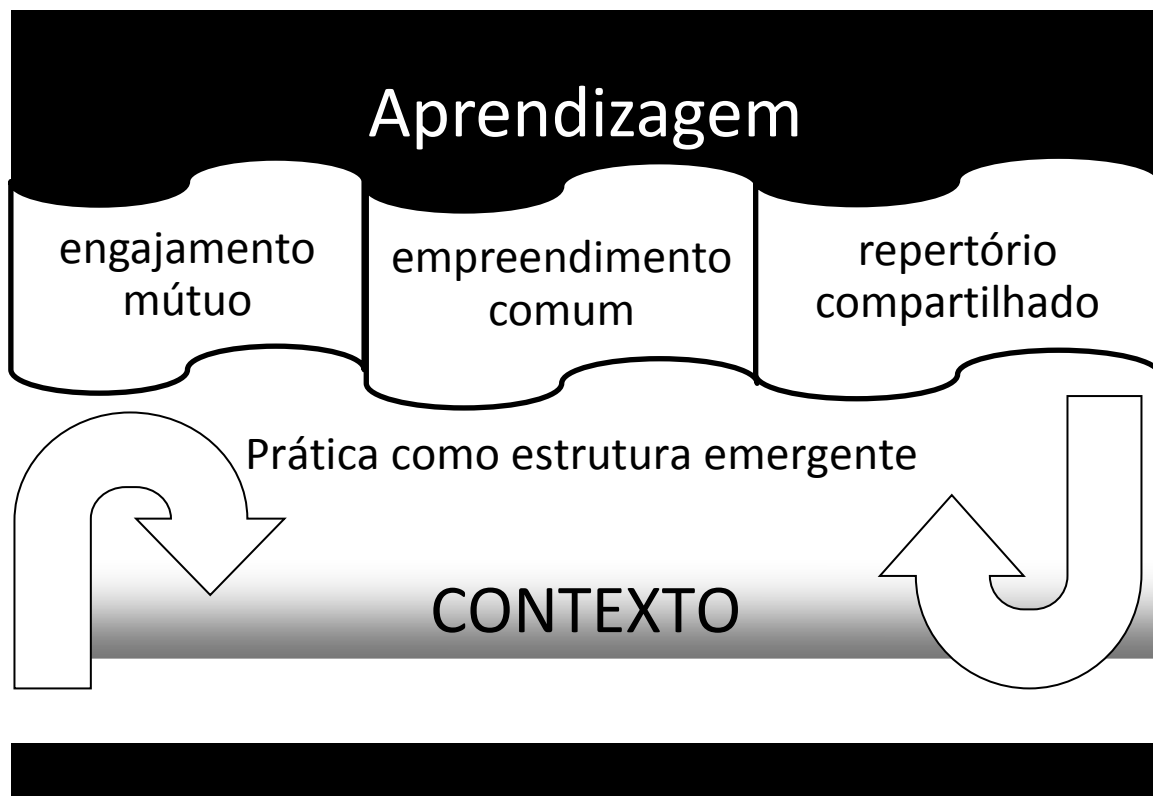 Aprendizagem
engajamento
mútuo
empreendimento
comum
repertório
compartilhado
Prática como estrutura emergente
CONTEXTO